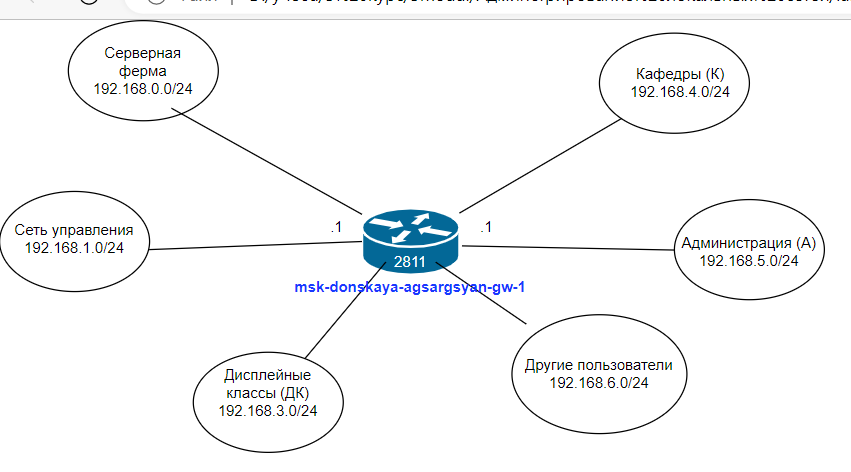 Серверная
ферма
192.168.0.0/24
Кафедры (К)
192.168.4.0/24
Сеть управления
192.168.1.0/24
.1
.1
Администрация (А)
192.168.5.0/24
2811
msk-donskaya-agsargsyan-gw-1
Дисплейные
классы (ДК)
192.168.3.0/24
Другие пользователи
192.168.6.0/24